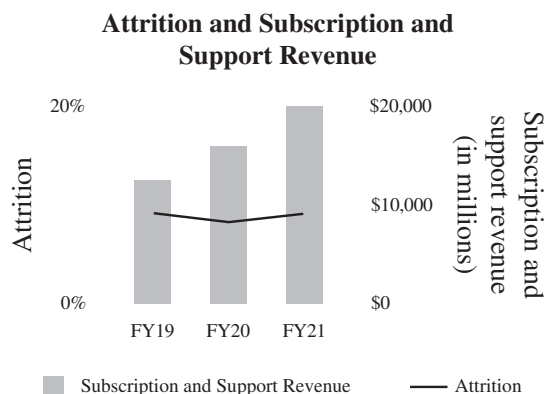 Attrition and Subscription and
Support Revenue
20%
0%
Attrition
$20,000
$10,000
$0
Subscription and
support revenue
(in millions)
FY19
FY20
FY21
Subscription and Support Revenue
Attrition